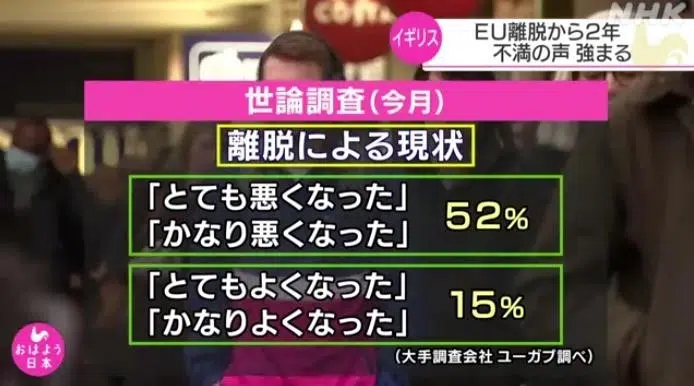 NHK
イギリス
EU離脱から2年
不満の声 強まる
世論調査(今月)
離脱による現状
「とても悪くなった」
「かなり悪くなった」
52%
「とてもよくなった」
「かなりよくなった」
15%
(大手調査会社 ユーガブ調べ)
おはよう
日本